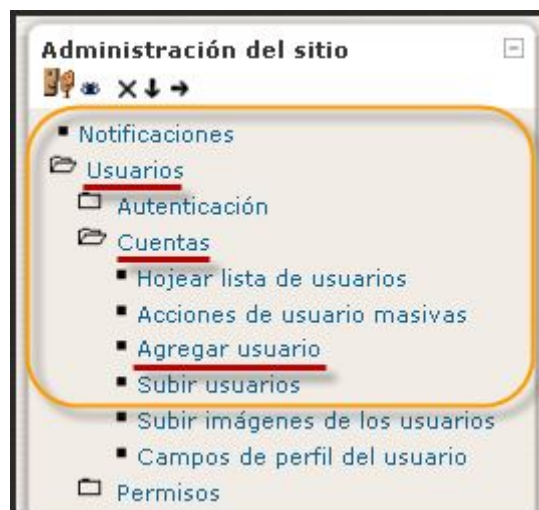 Administración del sitio
Notificaciones
Usuarios
Autenticación
Cuentas
Hojear lista de usuarios
Acciones de usuario masivas
Agregar usuario
Subir usuarios
Subir imágenes de los usuarios
Campos de perfil del usuario
Permisos